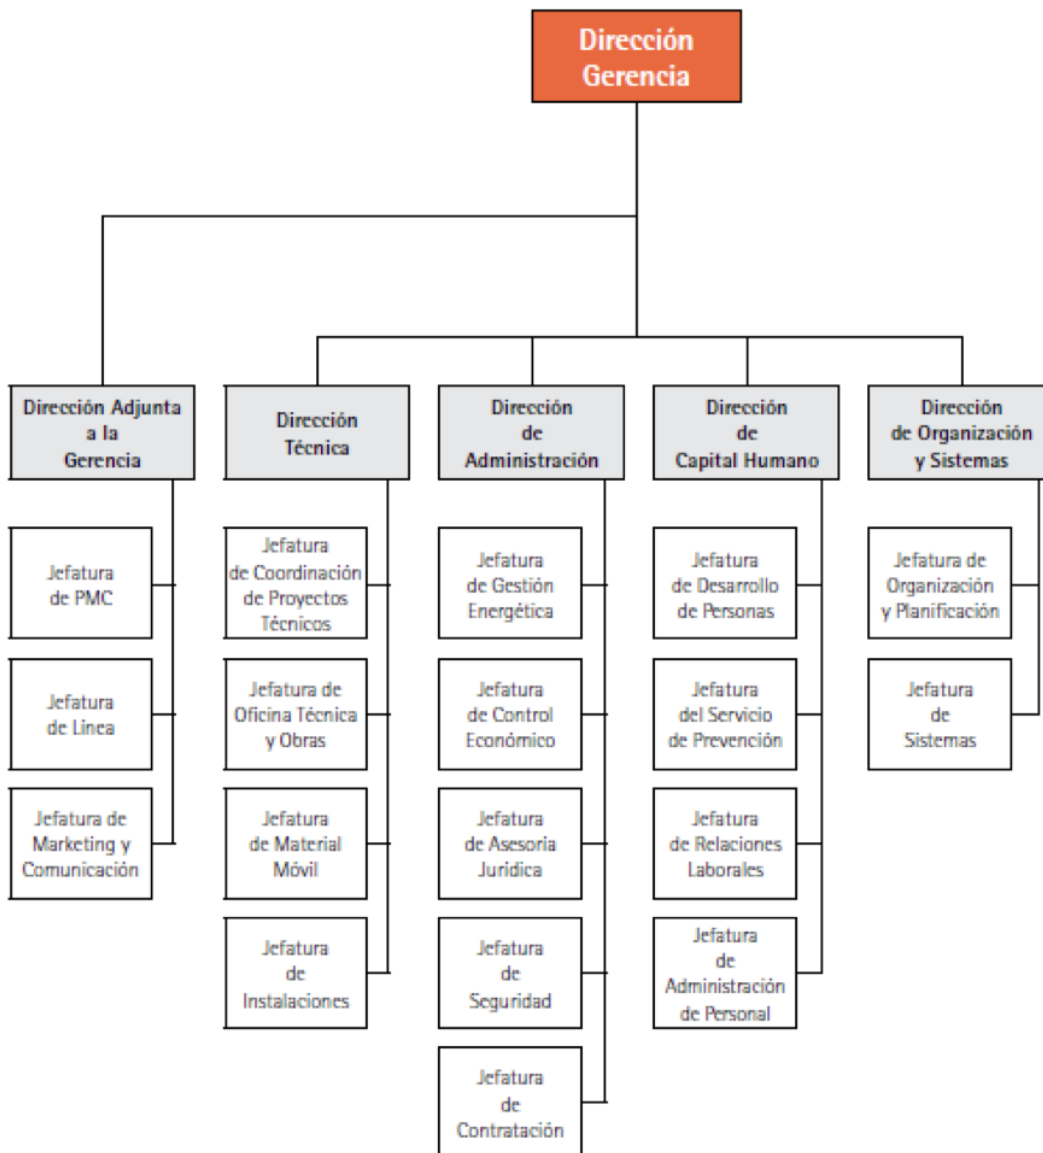 Dirección
Gerencia
Dirección Adjunta
a la
Gerencia
Dirección
Técnica
Dirección
de
Administración
Dirección
de
Capital Humano
Dirección
de Organización
y Sistemas
Jefatura
de PMC
Jefatura
de Coordinación
de Proyectos
Técnicos
Jefatura
de Gestión
Energética
Jefatura
de Desarrollo
de Personas
Jefatura de
Organización
y Planificación
Jefatura
de Línea
Jefatura de
Oficina Técnica
y Obras
Jefatura
de Control
Económico
Jefatura
del Servicio
de Prevención
Jefatura
de
Sistemas
Jefatura de
Marketing y
Comunicación
Jefatura
de Material
Móvil
Jefatura
de Asesoría
Jurídica
Jefatura
de Relaciones
Laborales
Jefatura
de
Instalaciones
Jefatura
de
Seguridad
Jefatura
de
Administración
de Personal
Jefatura
de
Contratación